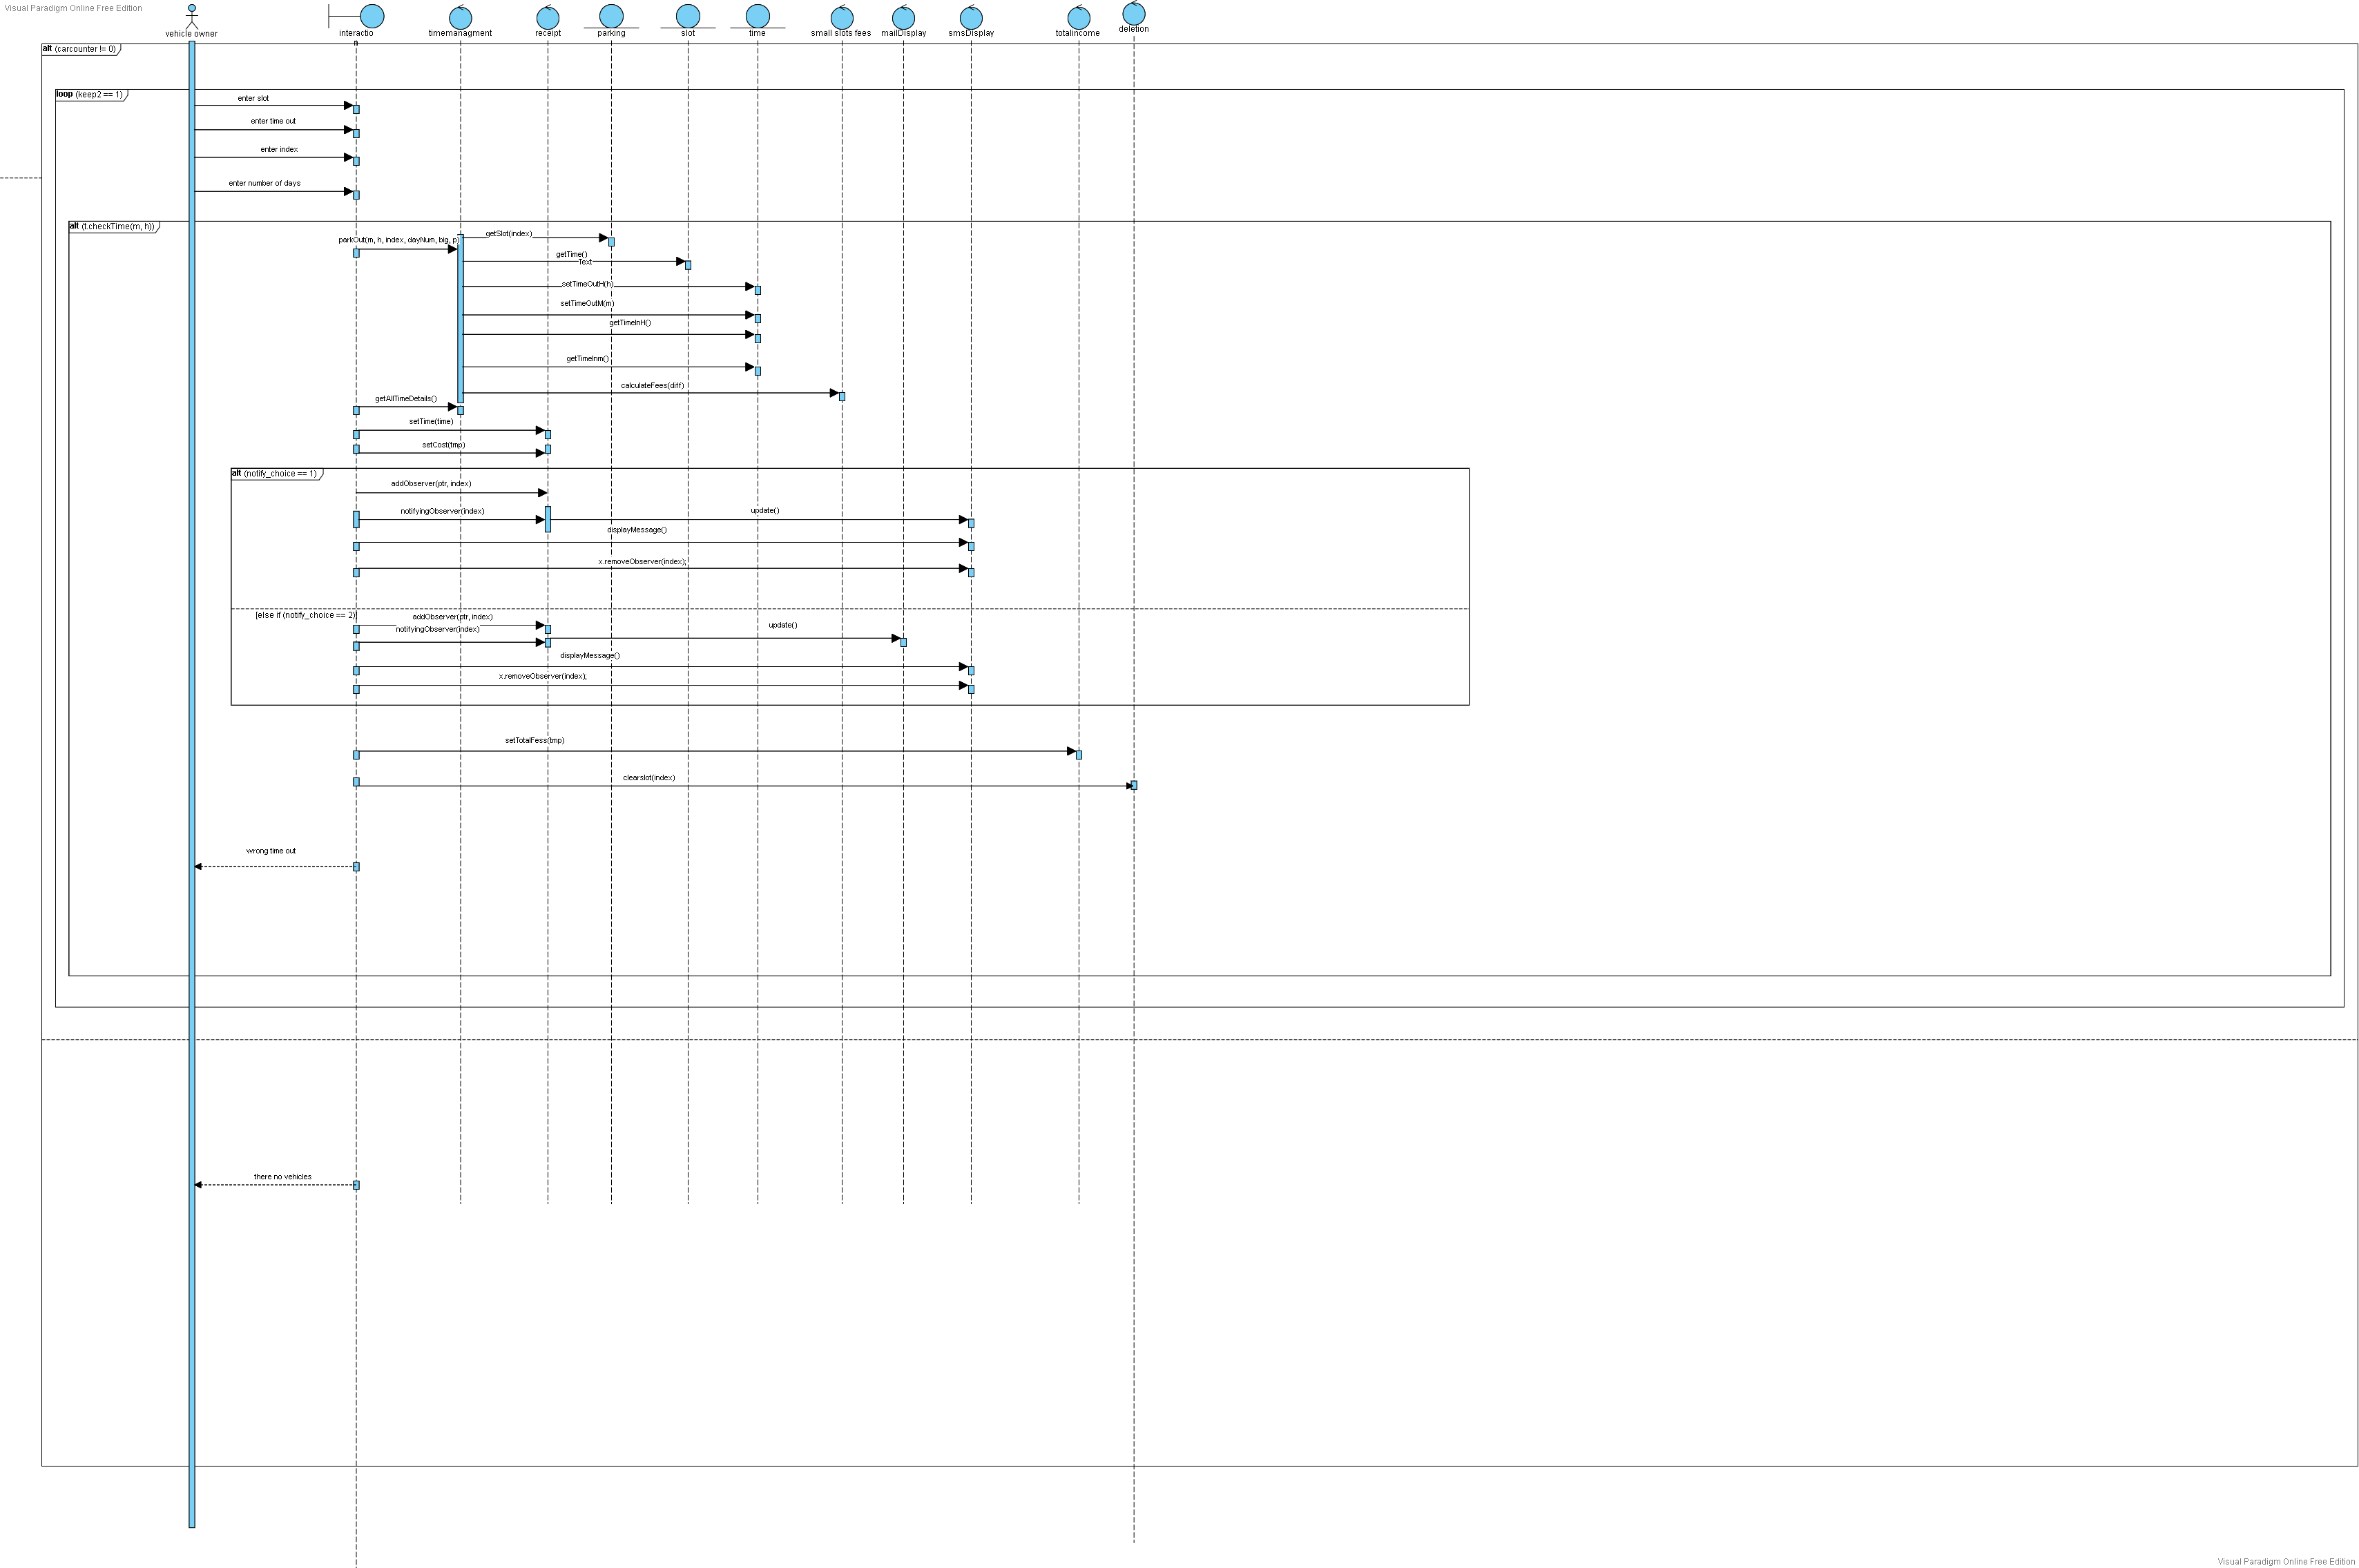 Visual Paradigm Online Free Edition
vehicle owner
interactio
n
timemanagment
receipt
parking
slot
time
small slots fees
mailDisplay
smsDisplay
totalincome
deletion
alt (carcounter != 0)
loop (keep2 == 1)
enter slot
enter time out
enter index
enter number of days
alt (t.checkTime(m, h))
parkOut(m, h, index, dayNum, big, p)
getSlot(index)
getTime()
Text
setTimeOutH(h)
setTimeOutM(m)
getTimeInH()
getTimeInm()
calculateFees(diff)
getAllTimeDetails()
setTime(time)
setCost(tmp)
alt (notify_choice == 1)
addObserver(ptr, index)
notifyingObserver(index)
update()
displayMessage()
x.removeObserver(index);
[else if (notify_choice == 2)]
addObserver(ptr, index)
notifyingObserver(index)
update()
displayMessage()
x.removeObserver(index);
setTotalFess(tmp)
clearslot(index)
wrong time out
there no vehicles
Visual Paradigm Online Free Edition